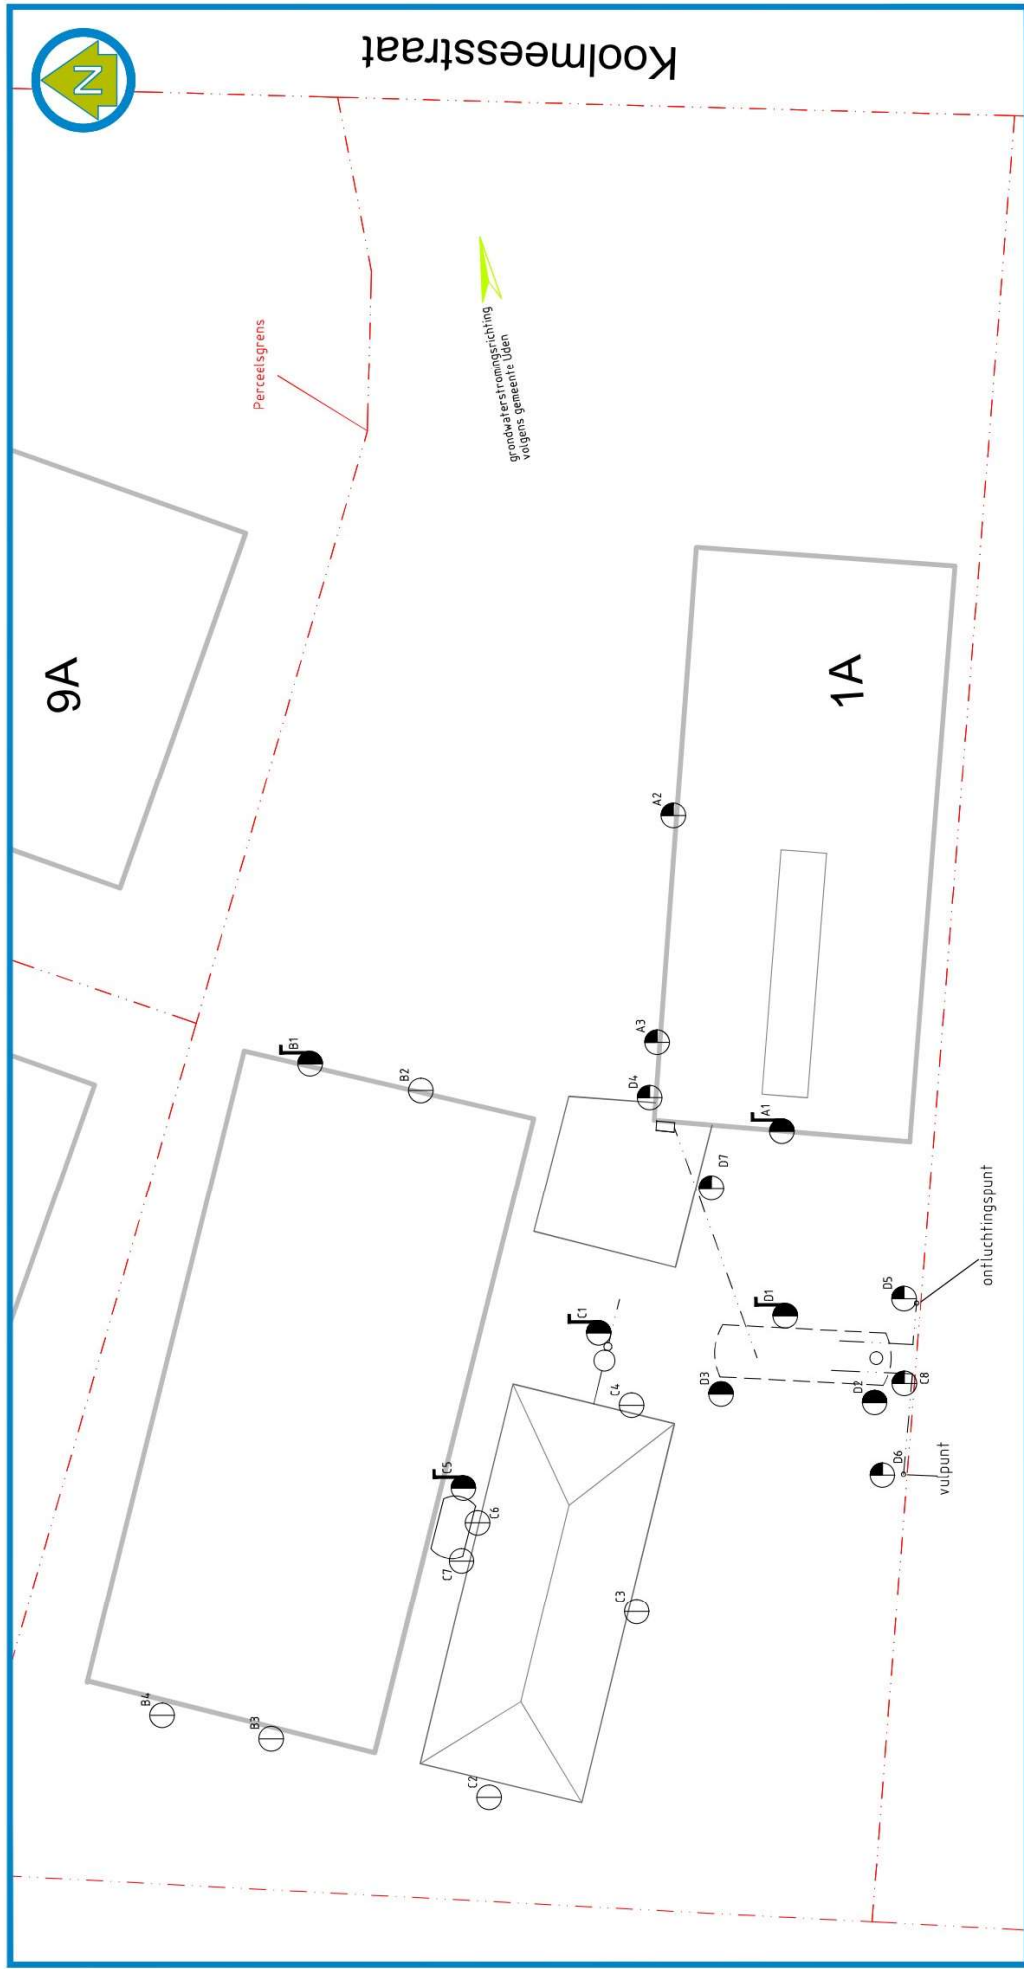 Koolmeesstraat
N
Perceelsgrens
grondwaterstromingsrichting
volgens gemeente Uden
9A
1A
A2
A3
D4
A1
B1
B2
D7
ontluchtingspunt
D5
D1
C1
D3
D2
C8
C4
D6
vulpunt
C5
C6
C7
C3
B4
B3
C2